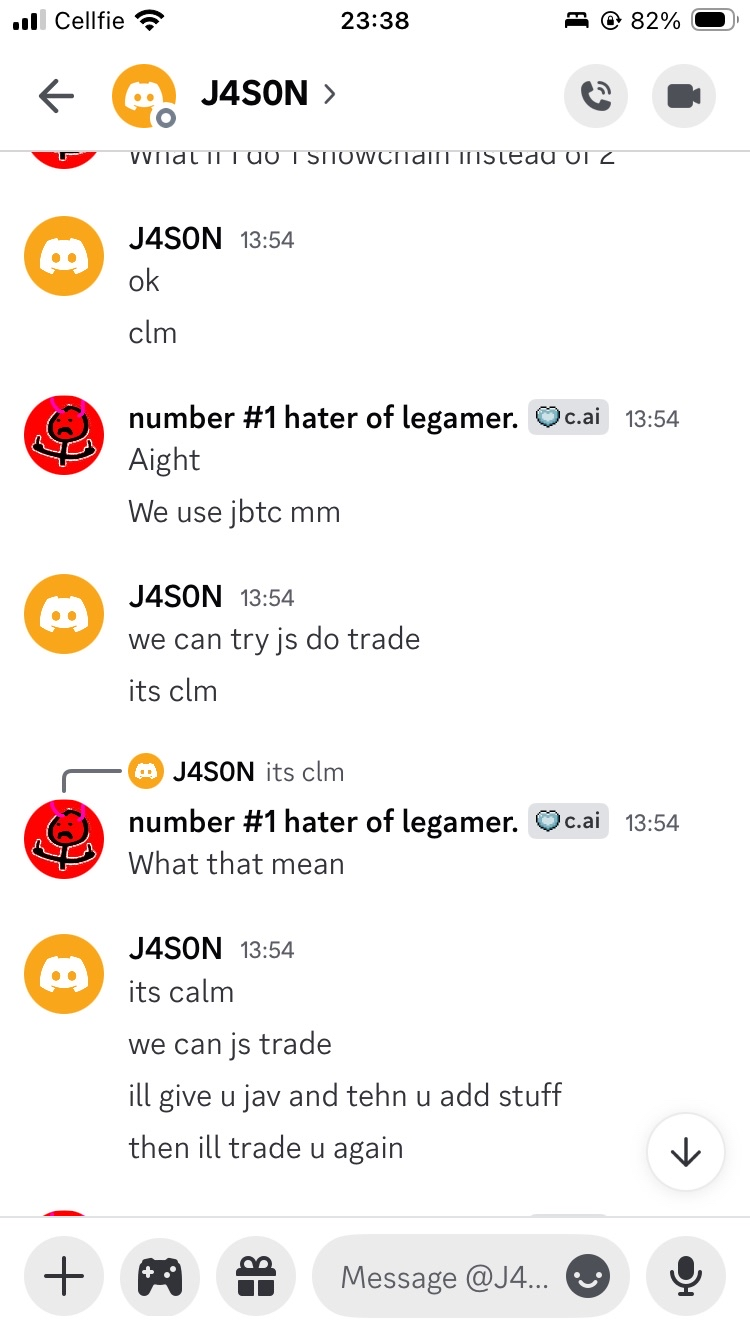 Cellfie 23:38 82%
J4S0N
What if I do 1 snowchain instead of 2
J4S0N 13:54
ok
clm
number #1 hater of legamer. c.ai 13:54
Aight
We use jbtc mm
J4S0N 13:54
we can try js do trade
its clm
J4S0N its clm
number #1 hater of legamer. c.ai 13:54
What that mean
J4S0N 13:54
its calm
we can js trade
ill give u jav and tehn u add stuff
then ill trade u again
Message @J4...